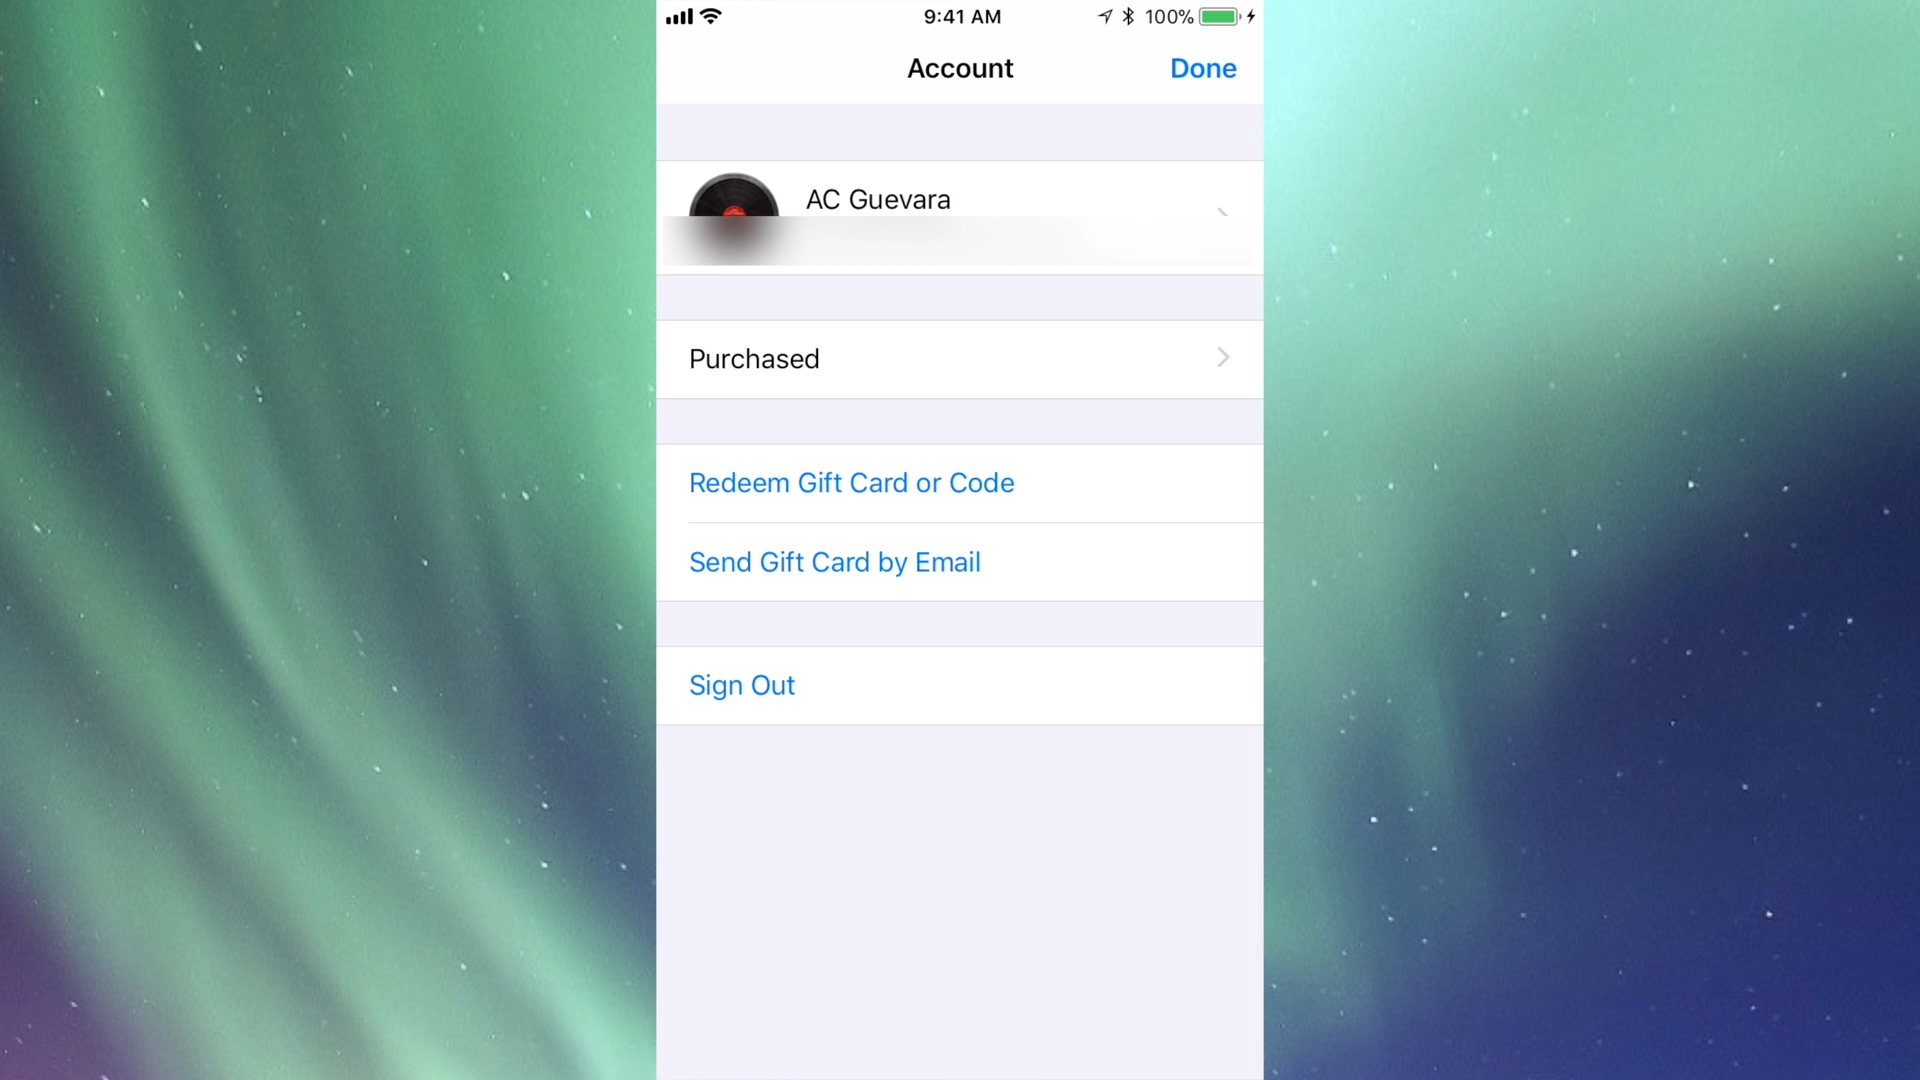 9:41 AM 100%
Account Done
AC Guevara
Purchased
Redeem Gift Card or Code
Send Gift Card by Email
Sign Out